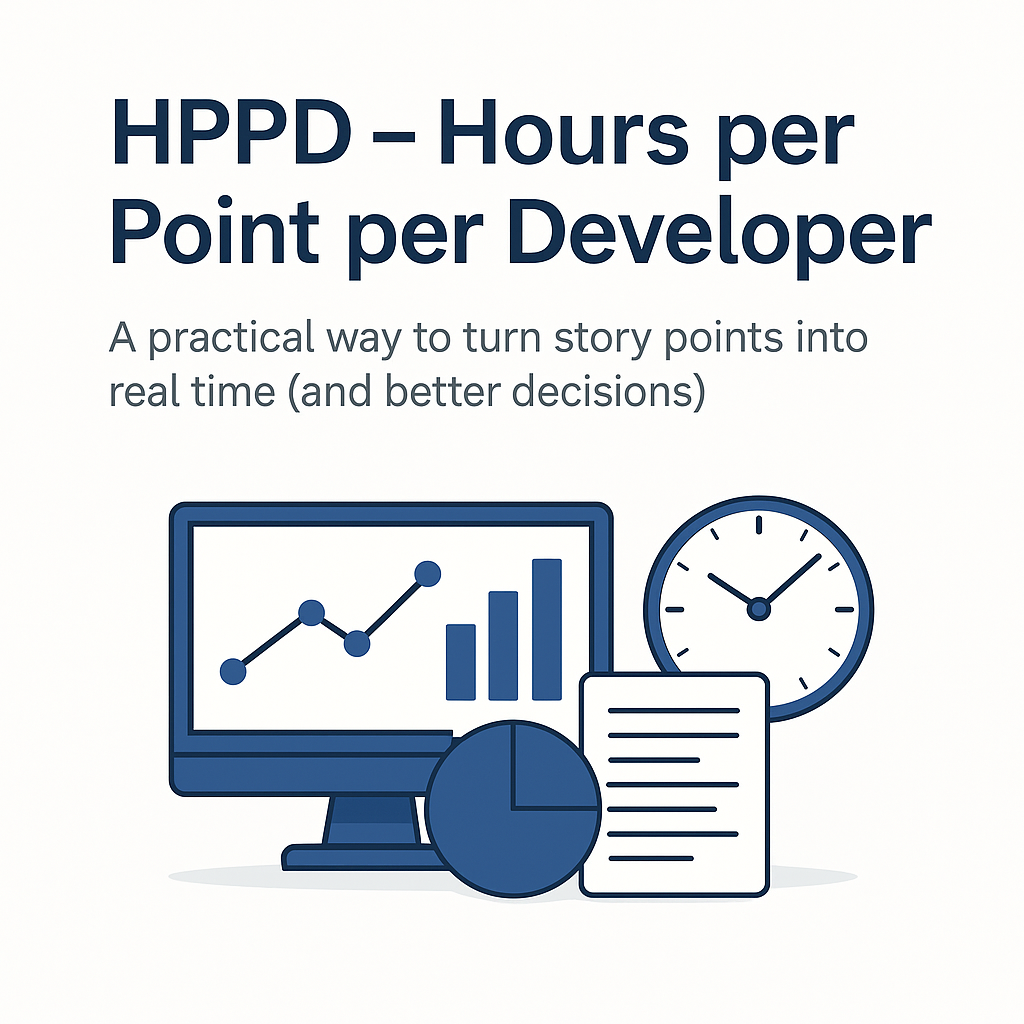 HPPD – Hours per
Point per Developer
A practical way to turn story points into
real time (and better decisions)